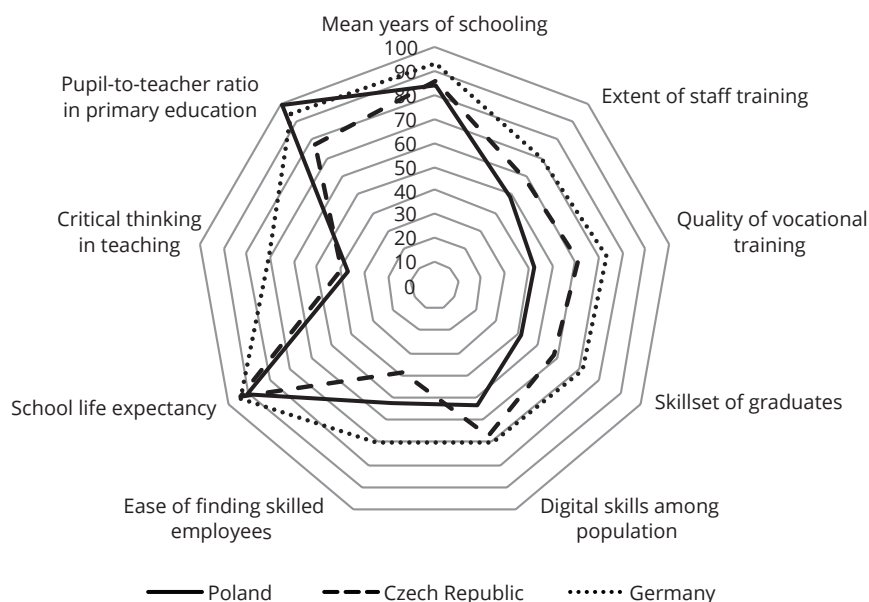 Mean years of schooling
100
90
80
70
60
50
40
30
20
10
0
Extent of staff training
Quality of vocational
training
Skillset of graduates
Digital skills among
population
Ease of finding skilled
employees
School life expectancy
Critical thinking
in teaching
Pupil-to-teacher ratio
in primary education
Poland
Czech Republic
Germany